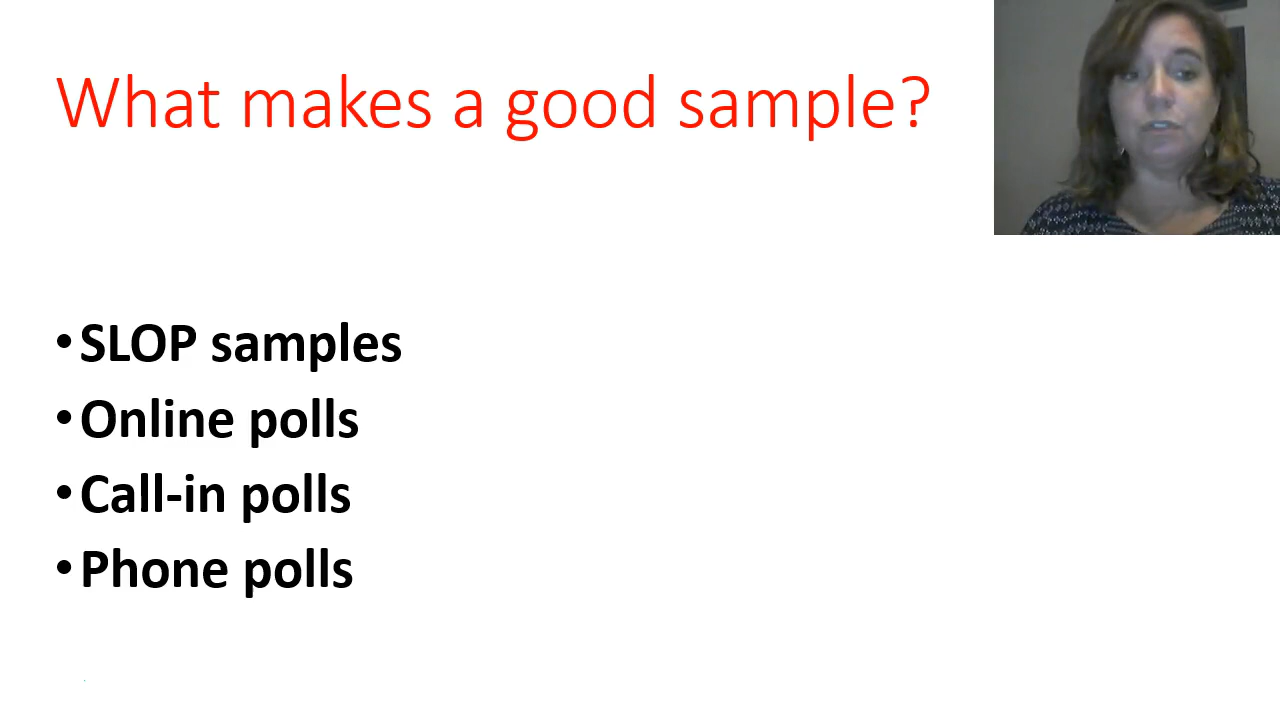 What makes a good sample?
• SLOP samples
• Online polls
• Call-in polls
• Phone polls